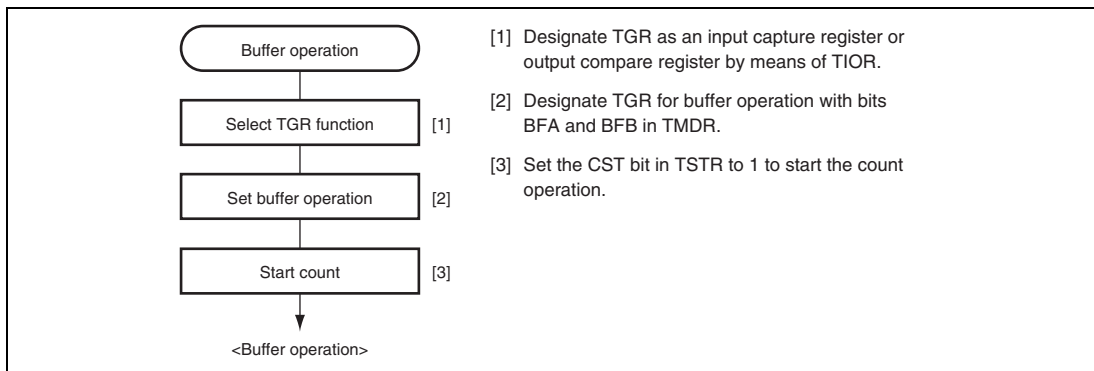 Buffer operation
Select TGR function [1]
Set buffer operation [2]
Start count [3]
<Buffer operation>
[1] Designate TGR as an input capture register or
output compare register by means of TIOR.
[2] Designate TGR for buffer operation with bits
BFA and BFB in TMDR.
[3] Set the CST bit in TSTR to 1 to start the count
operation.